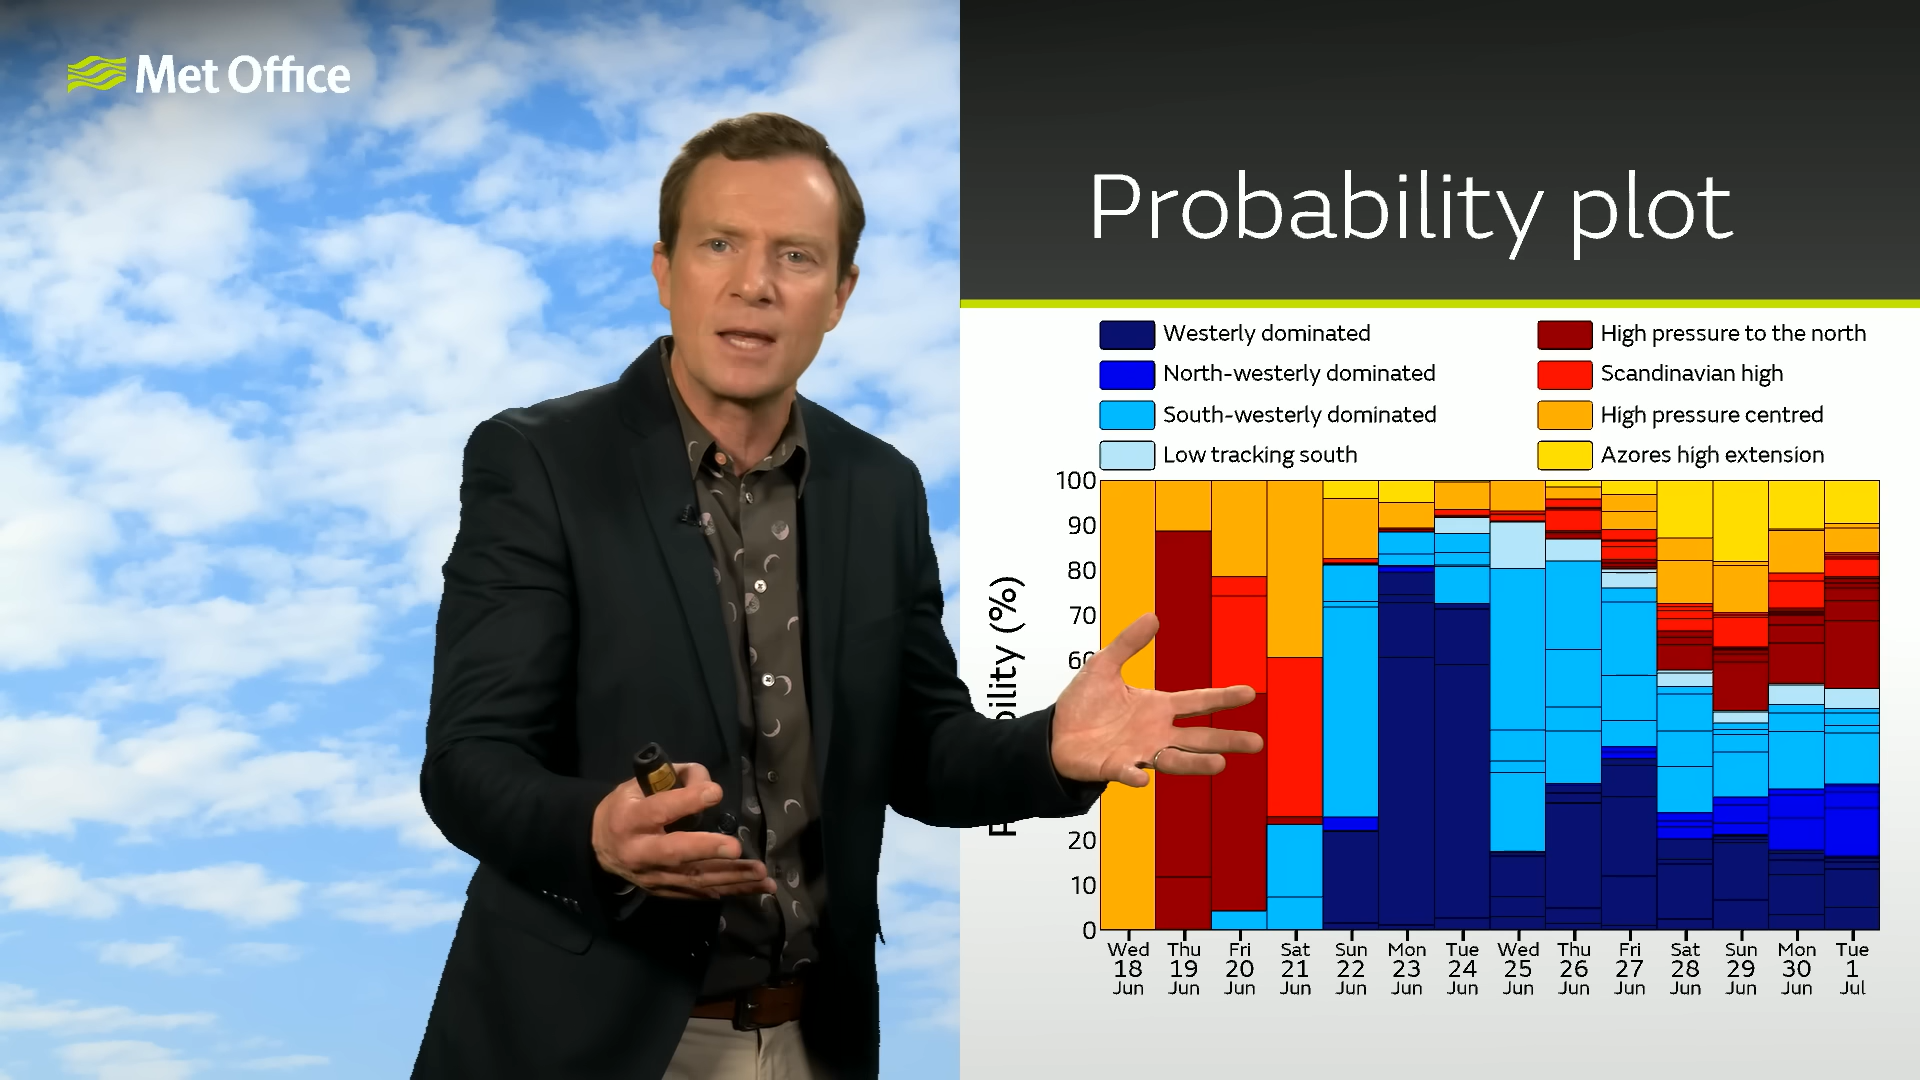 Met Office
Probability plot
Westerly dominated
North-westerly dominated
South-westerly dominated
Low tracking south
High pressure to the north
Scandinavian high
High pressure centred
Azores high extension
100
90
80
70
20
10
0
(%)
Wed Thu Fri Sat Sun Mon Tue Wed Thu Fri Sat Sun Mon Tue
18 19 20 21 22 23 24 25 26 27 28 29 30 1
Jun Jun Jun Jun Jun Jun Jun Jun Jun Jun Jun Jun Jun Jul